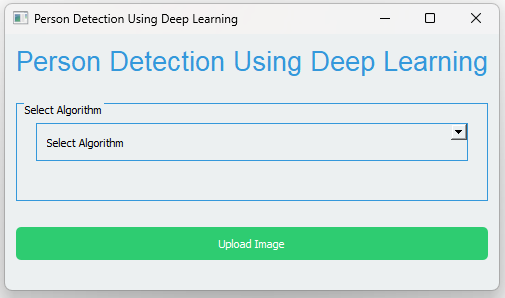 Person Detection Using Deep Learning
Person Detection Using Deep Learning
Select Algorithm
Select Algorithm
Upload Image